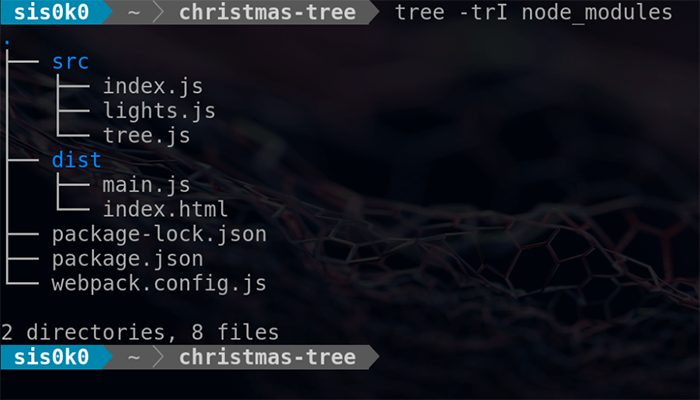 sis0k0 ~ christmas-tree tree -trI node_modules
.
├── src
│   ├── index.js
│   ├── lights.js
│   └── tree.js
├── dist
│   ├── main.js
│   └── index.html
├── package-lock.json
├── package.json
└── webpack.config.js
2 directories, 8 files
sis0k0 ~ christmas-tree